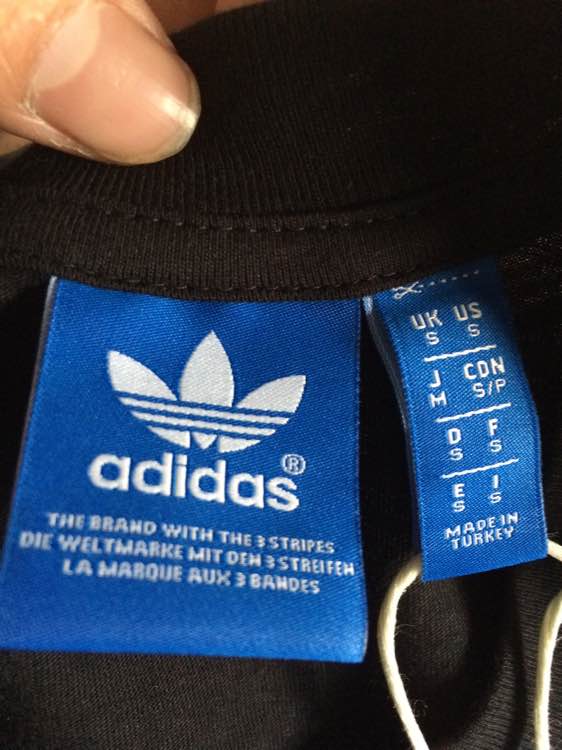 adidas®
THE BRAND WITH THE 3 STRIPES
DIE WELTMARKE MIT DEN 3 STREIFEN
LA MARQUE AUX 3 BANDES
UK US
S S
J CDN
M S/P
D F
S S
E I
S S
MADE IN
TURKEY